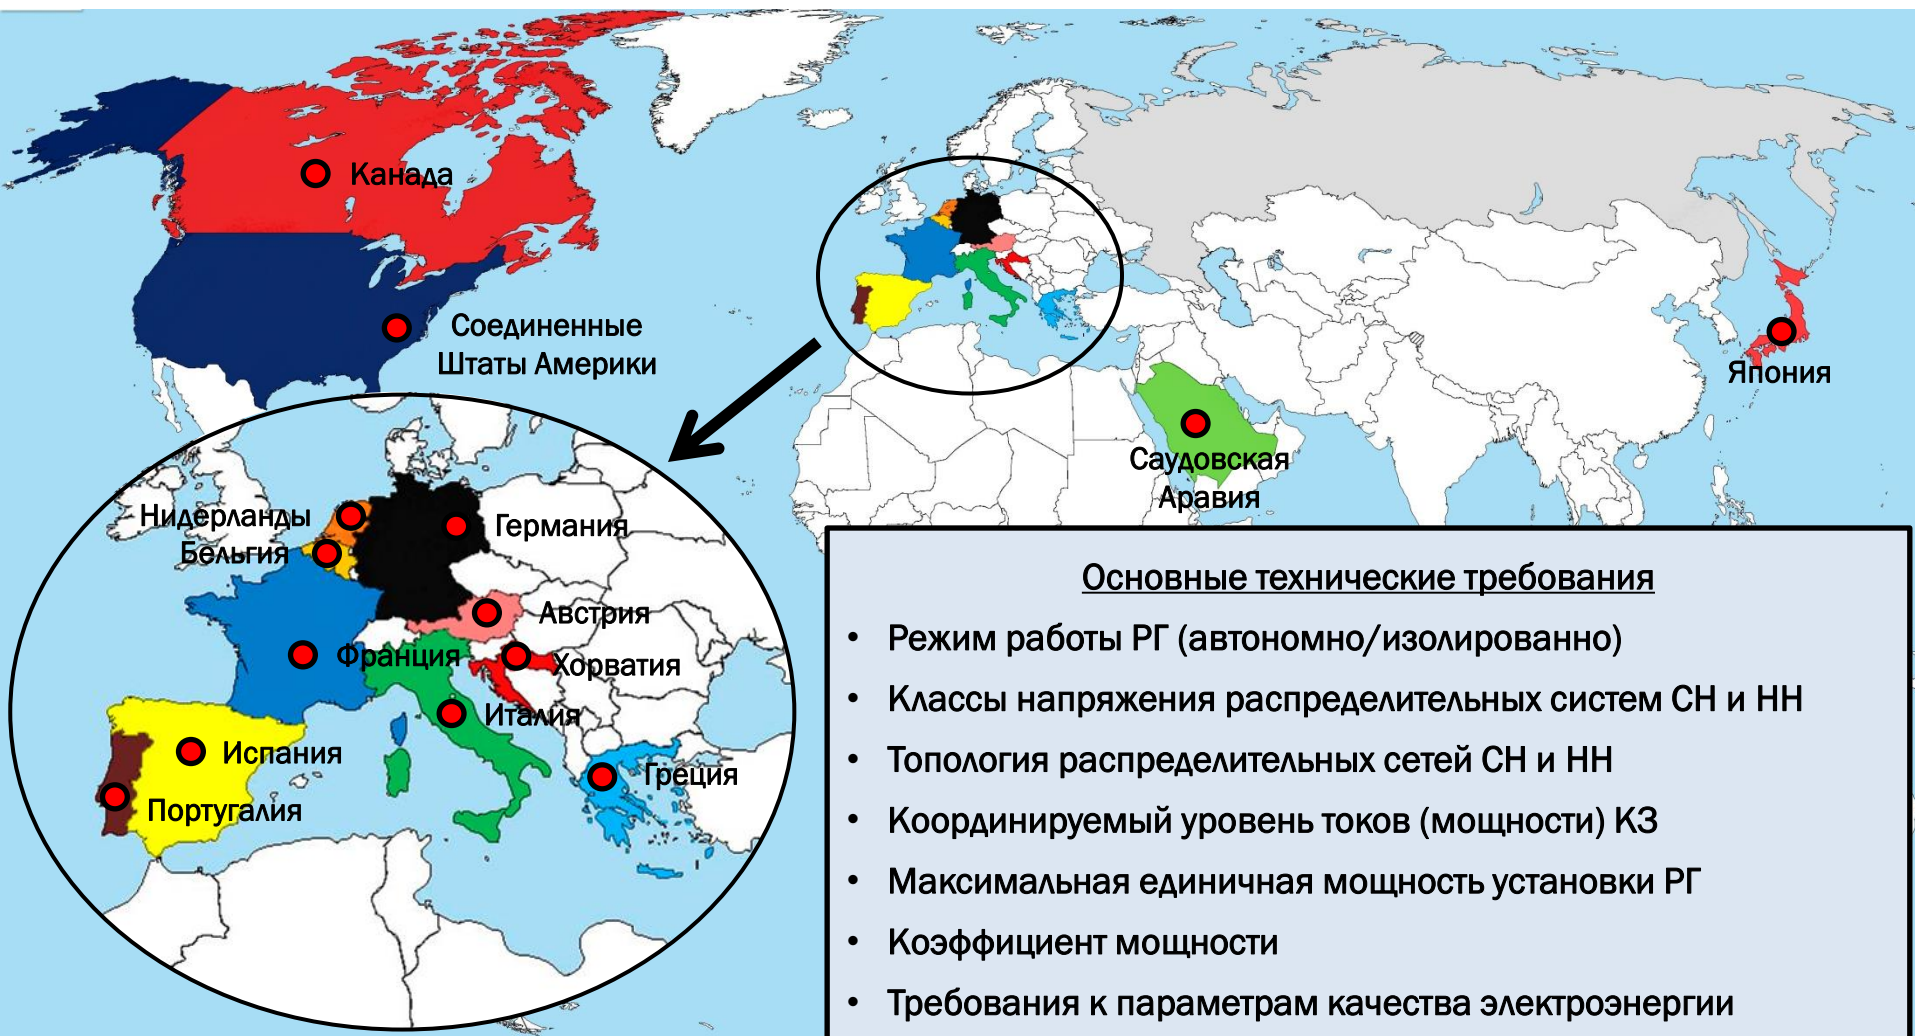 Канада
Соединенные
Штаты Америки
Япония
Саудовская
Аравия
Нидерланды
Германия
Бельгия
Австрия
Франция
Хорватия
Италия
Испания
Греция
Португалия
Основные технические требования
• Режим работы РГ (автономно/изолированно)
• Классы напряжения распределительных систем СН и НН
• Топология распределительных сетей СН и НН
• Координируемый уровень токов (мощности) КЗ
• Максимальная единичная мощность установки РГ
• Коэффициент мощности
• Требования к параметрам качества электроэнергии